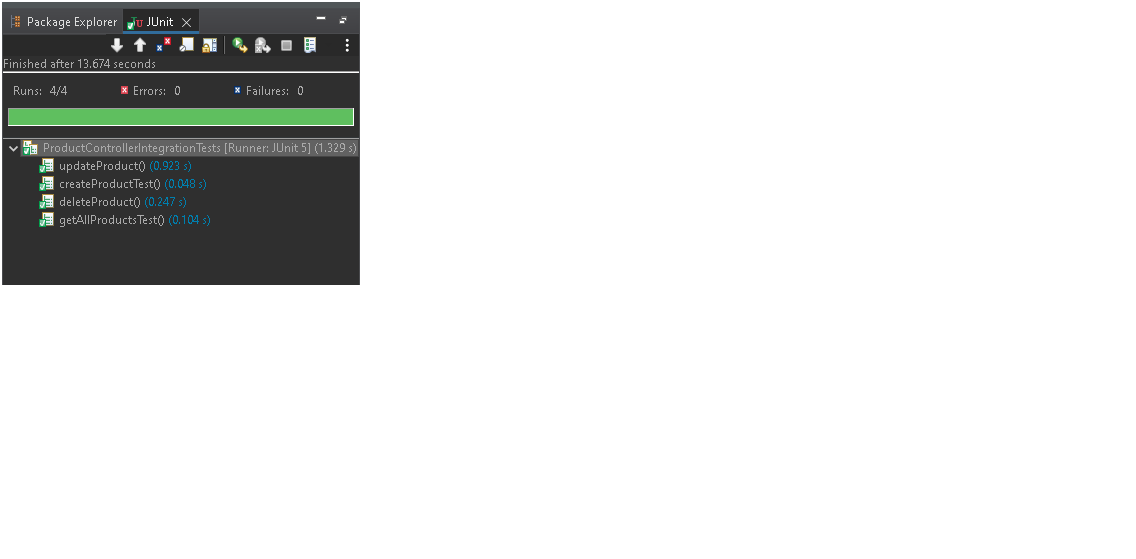 Package Explorer JUnit
Finished after 13.674 seconds
Runs: 4/4 Errors: 0 Failures: 0
ProductControllerIntegrationTests [Runner: JUnit 5] (1.329 s)
updateProduct() (0.923 s)
createProductTest() (0.048 s)
deleteProduct() (0.247 s)
getAllProductsTest() (0.104 s)